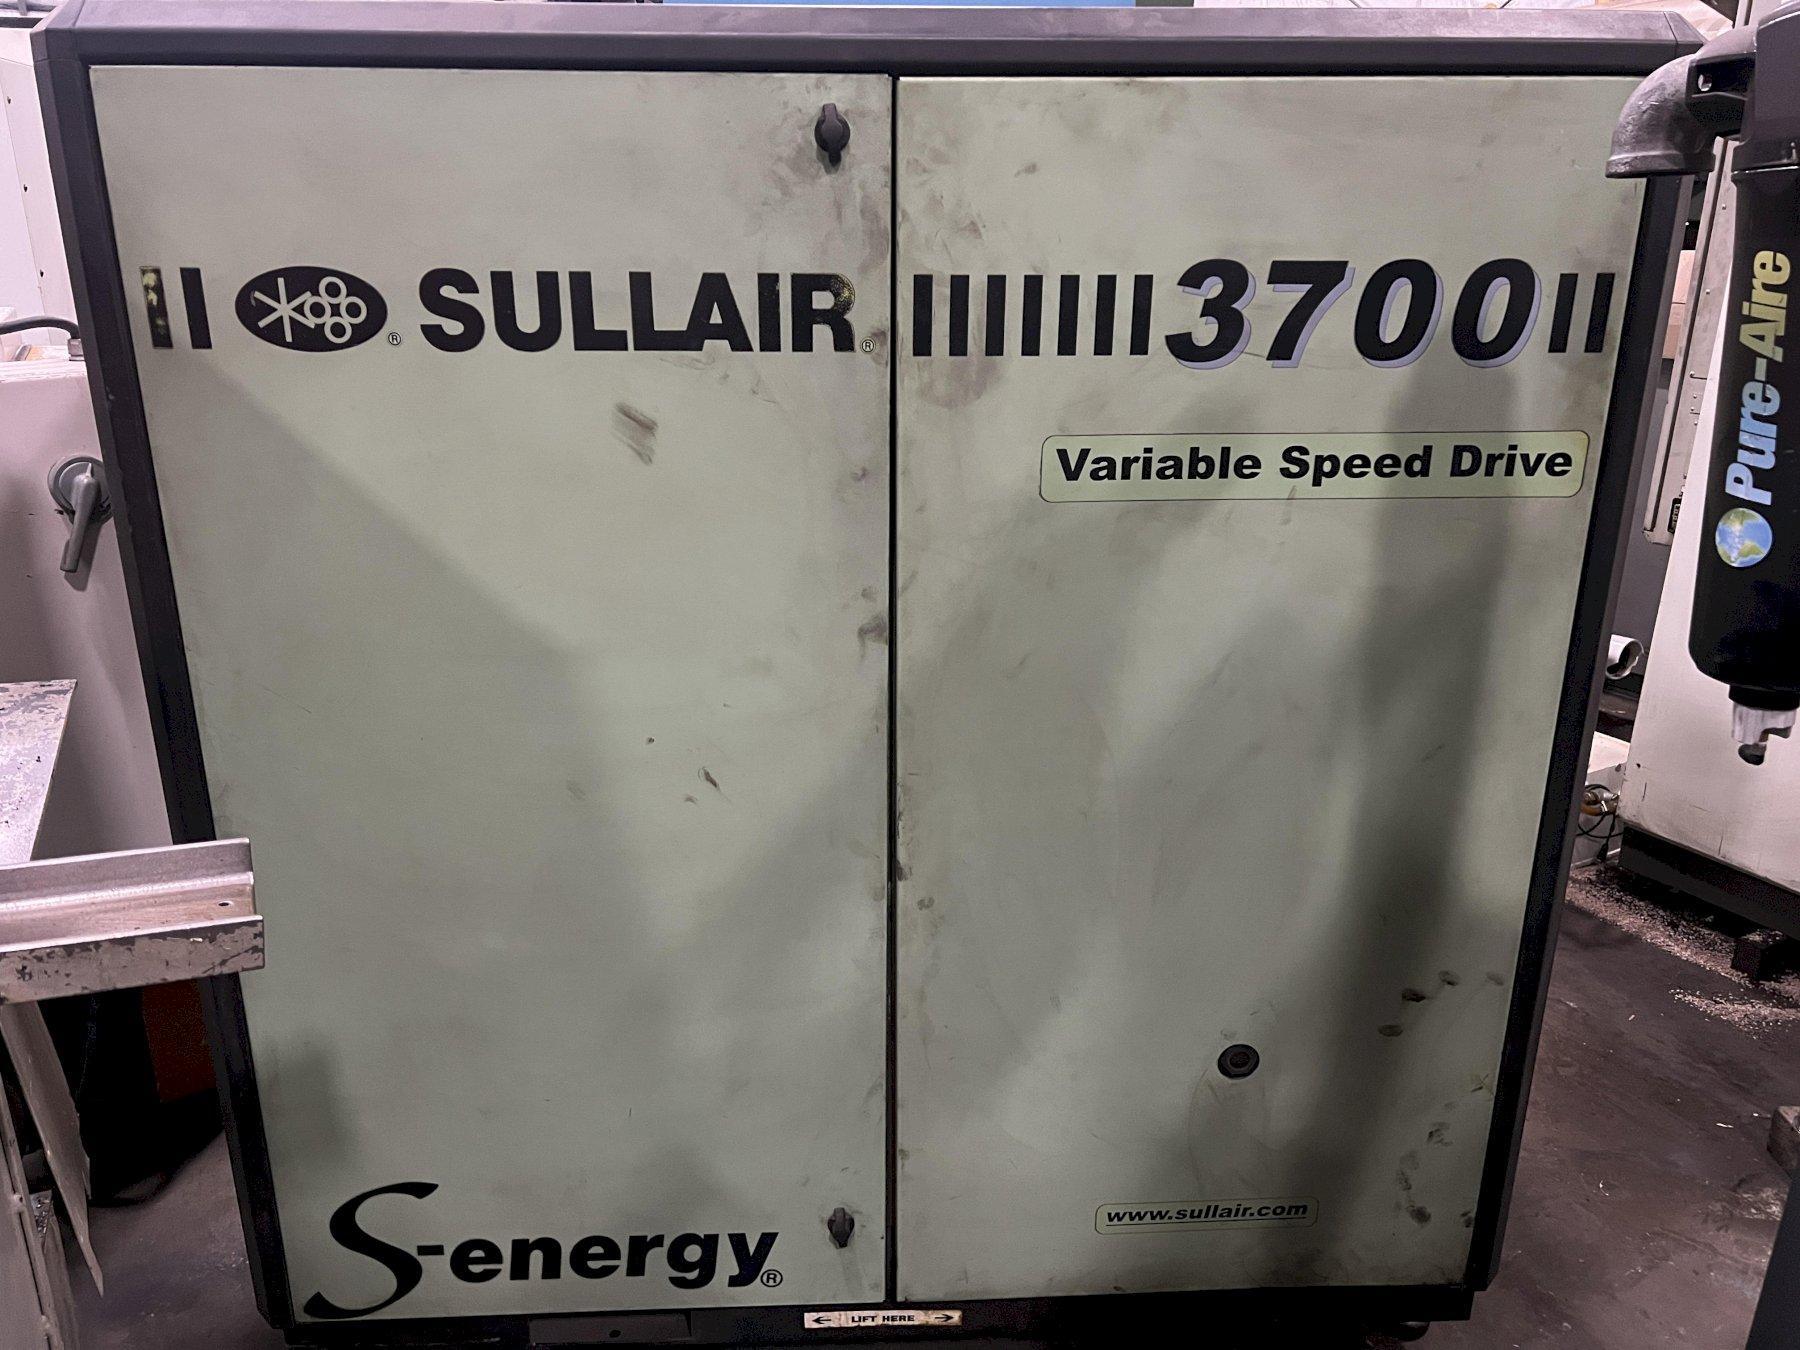 SULLAIR® 3700
Variable Speed Drive
Pure-Aire
www.sullair.com
S-energy®
← LIFT HERE →